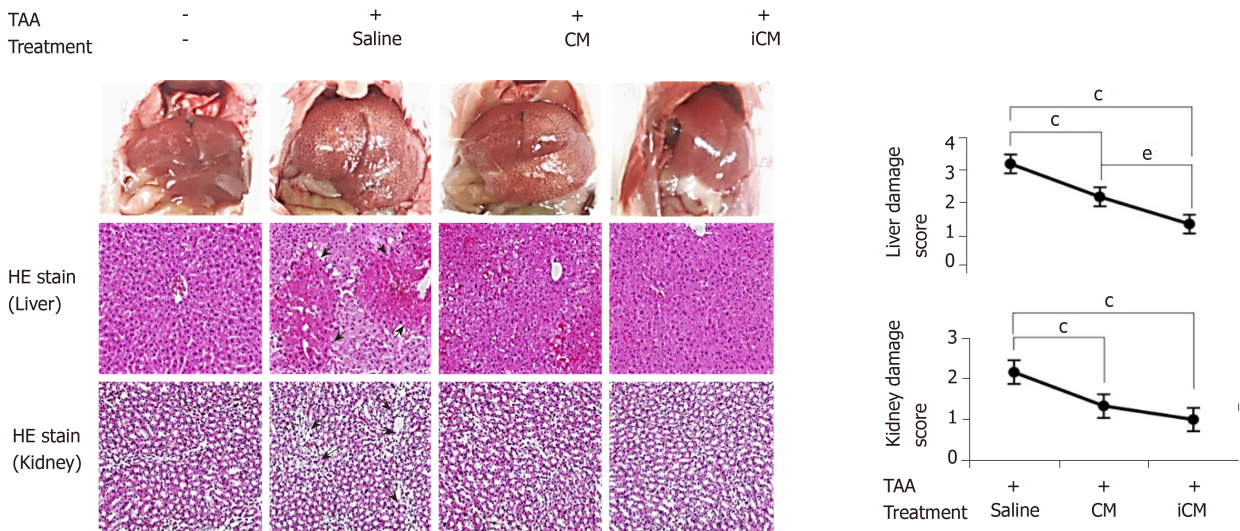 TAA - + + +
Treatment - Saline CM iCM
HE stain
(Liver)
HE stain
(Kidney)
c
c
e
Liver damage
score
4
3
2
1
0
c
c
Kidney damage
score
3
2
1
0
TAA + + +
Treatment Saline CM iCM